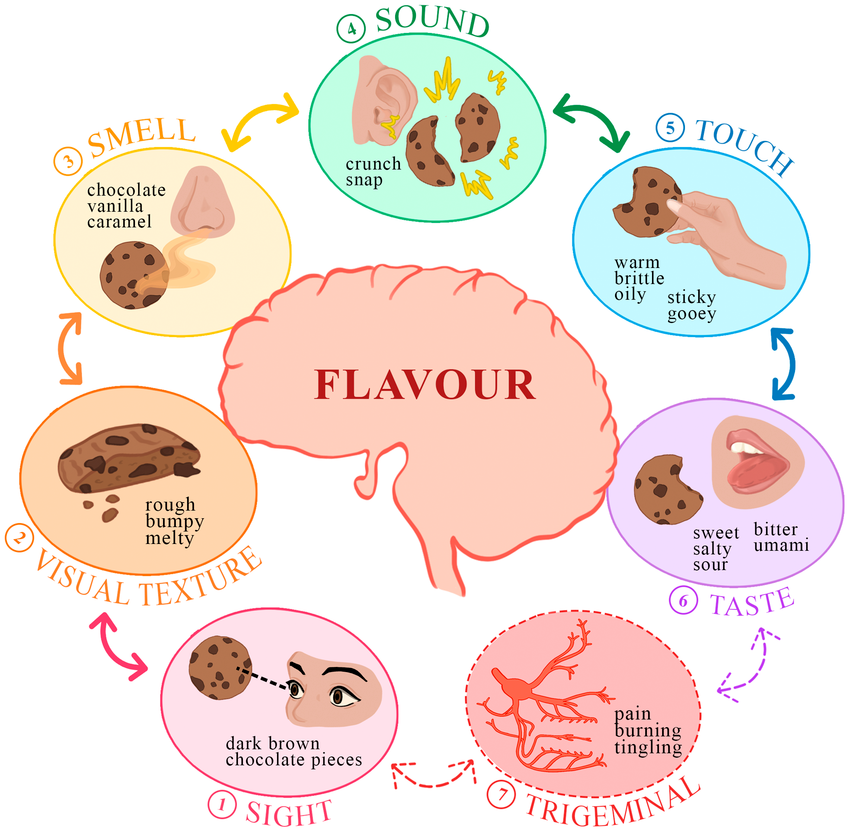 FLAVOUR
1 SIGHT
dark brown
chocolate pieces
2 VISUAL TEXTURE
rough
bumpy
melty
3 SMELL
chocolate
vanilla
caramel
4 SOUND
crunch
snap
5 TOUCH
warm
brittle
oily
sticky
gooey
6 TASTE
sweet
salty
sour
bitter
umami
7 TRIGEMINAL
pain
burning
tingling